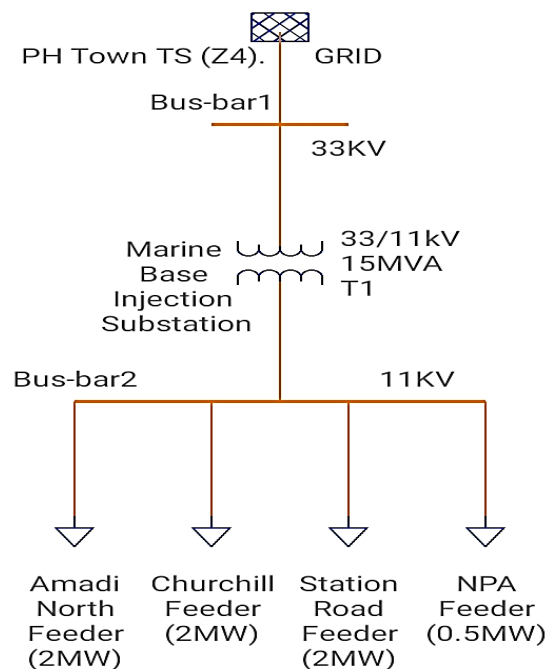 PH Town TS (Z4). GRID
Bus-bar1
33KV
Marine
Base
Injection
Substation
33/11kV
15MVA
T1
Bus-bar2
11KV
Amadi
North
Feeder
(2MW)
Churchill
Feeder
(2MW)
Station
Road
Feeder
(2MW)
NPA
Feeder
(0.5MW)